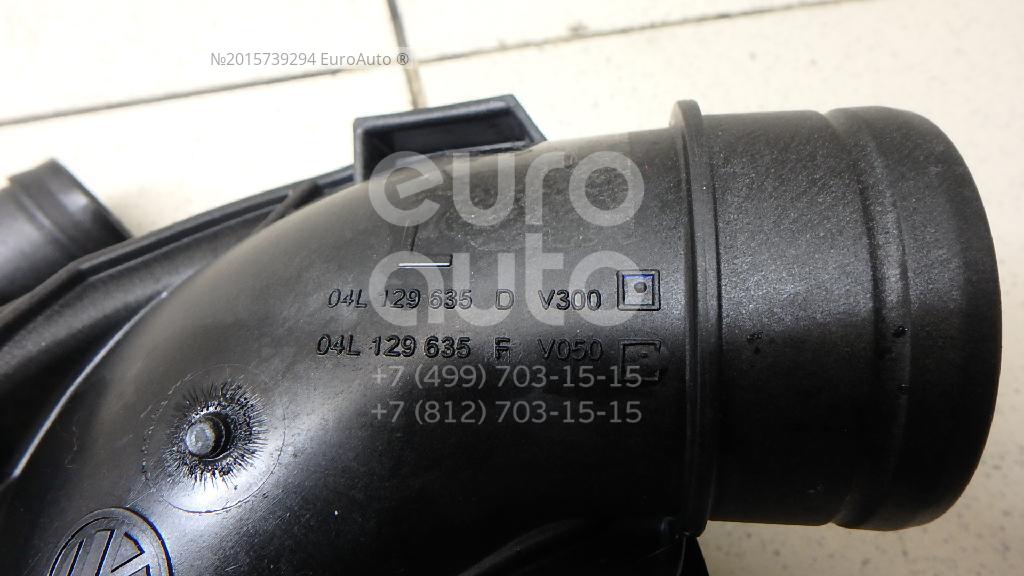 №2015739294 EuroAuto ®
euro
auto
04L 129 635 D V300
04L 129 635 F V050
+7 (499) 703-15-15
+7 (812) 703-15-15